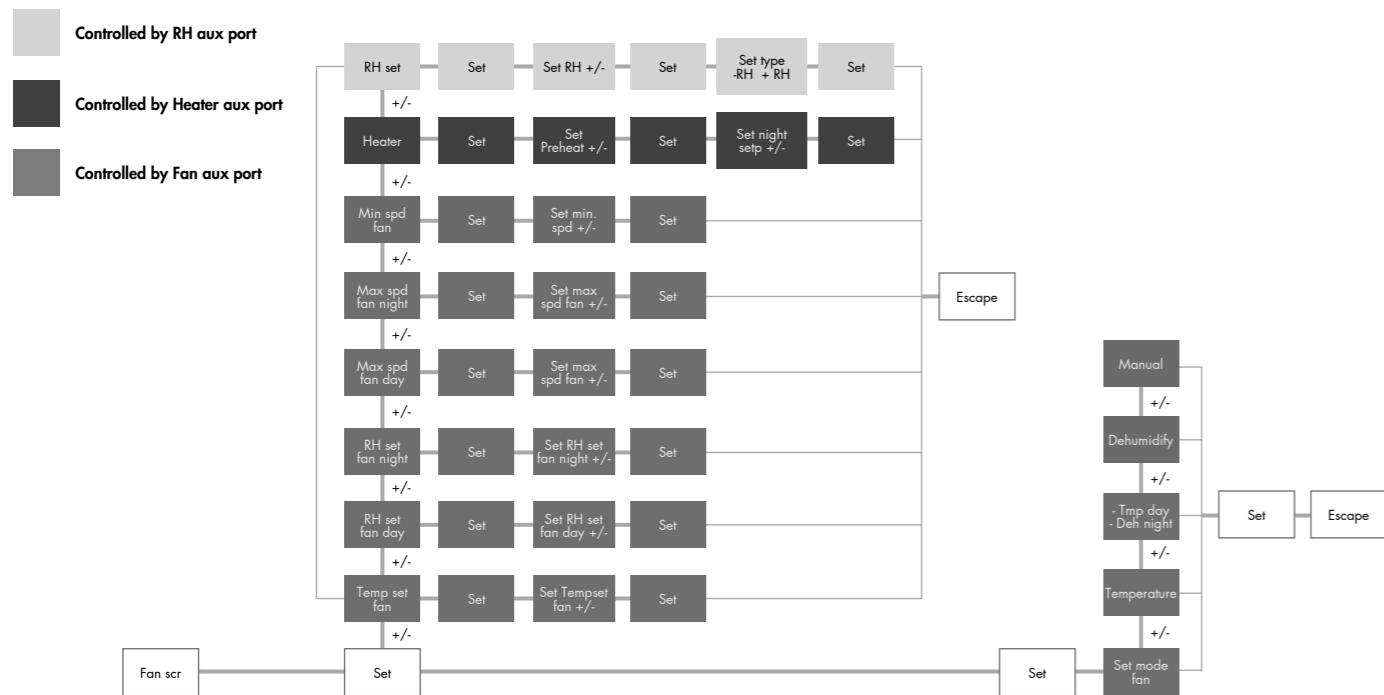 Controlled by RH aux port
Controlled by Heater aux port
Controlled by Fan aux port
RH set
Set
Set RH +/-
Set
Set type
-RH + RH
Set
+/-
Heater
Set
Set
Preheat +/-
Set
Set night
setp +/-
Set
+/-
Min spd
fan
Set
Set min.
spd +/-
Set
+/-
Max spd
fan night
Set
Set max
spd fan +/-
Set
Escape
+/-
Max spd
fan day
Set
Set max
spd fan +/-
Set
+/-
RH set
fan night
Set
Set RH set
fan night +/-
Set
+/-
RH set
fan day
Set
Set RH set
fan day +/-
Set
+/-
Temp set
fan
Set
Set Tempset
fan +/-
Set
+/-
Manual
+/-
Dehumidify
+/-
- Tmp day
- Deh night
Set
Escape
+/-
Temperature
+/-
Fan scr
Set
Set
Set mode
fan